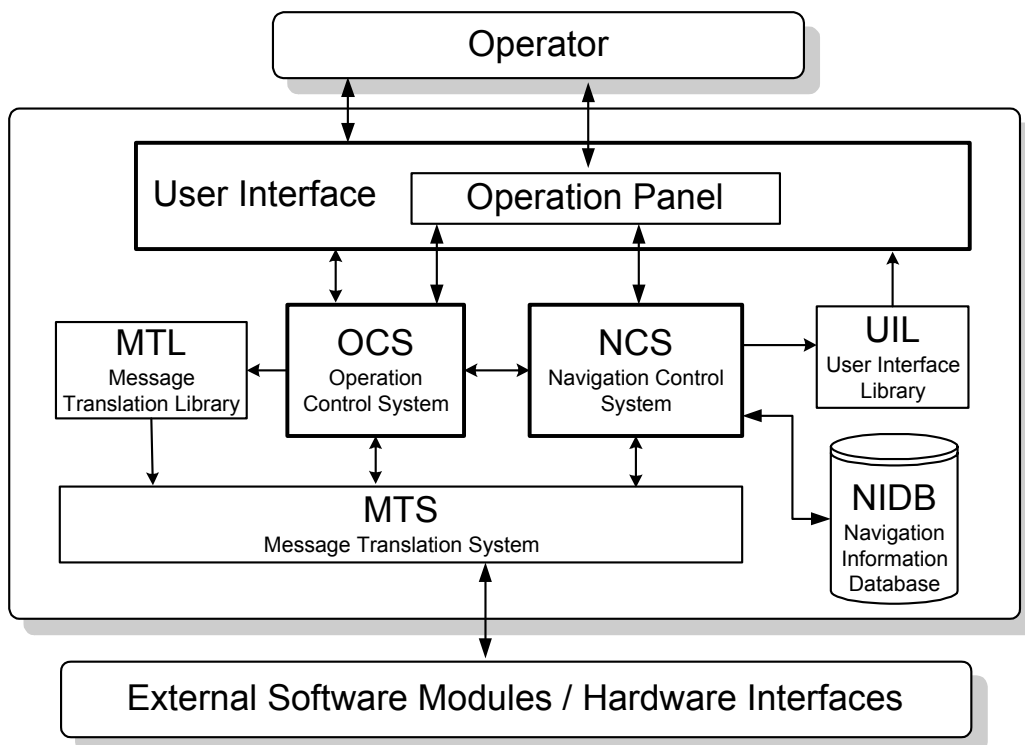 Operator
User Interface
Operation Panel
MTL
Message
Translation Library
OCS
Operation
Control System
NCS
Navigation Control
System
UIL
User Interface
Library
MTS
Message Translation System
NIDB
Navigation
Information
Database
External Software Modules / Hardware Interfaces